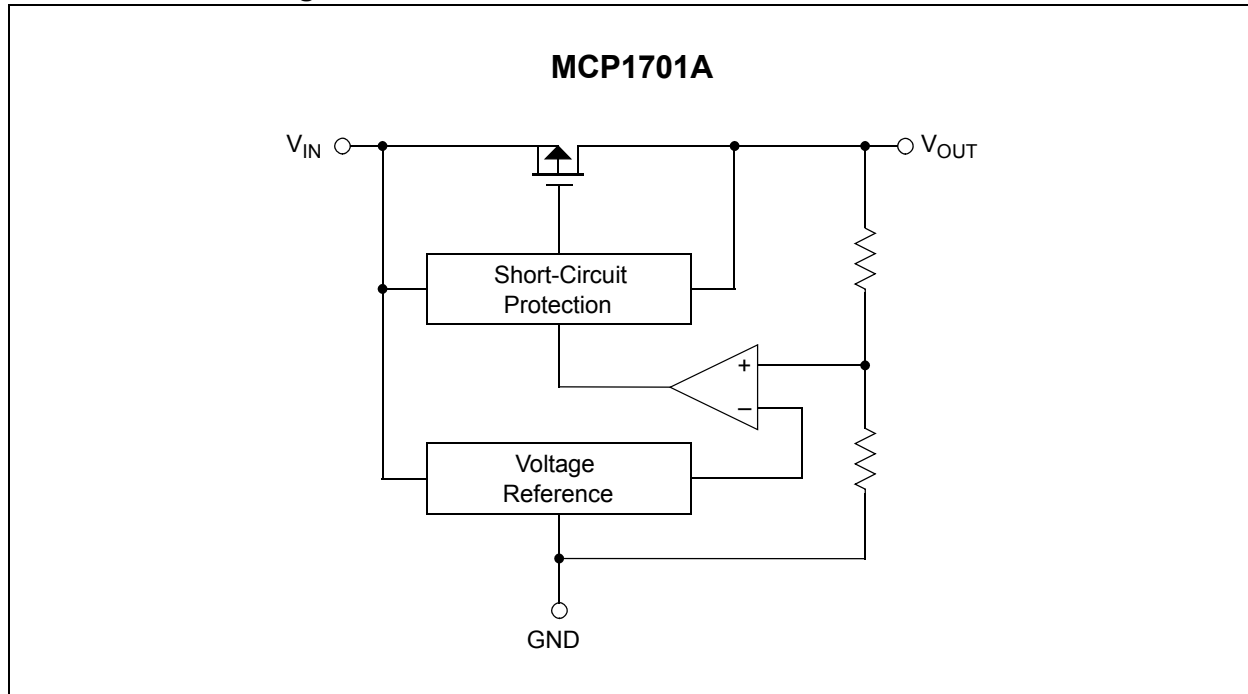 MCP1701A
V_IN
V_OUT
Short-Circuit
Protection
+
−
Voltage
Reference
GND